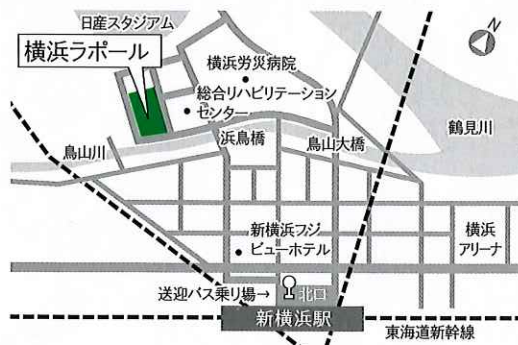 日産スタジアム
N
横浜ラポール
横浜労災病院
総合リハビリテーション
センター
浜鳥橋
鳥山川
鳥山大橋
鶴見川
新横浜フジ
ビューホテル
横浜
アリーナ
送迎バス乗り場→
北口
新横浜駅
東海道新幹線